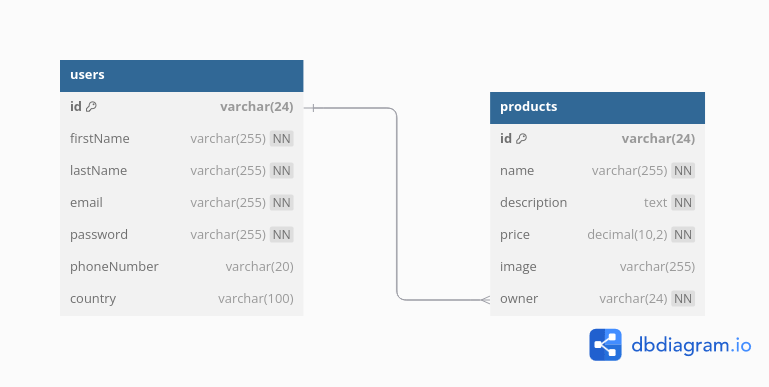 users
id varchar(24)
firstName varchar(255) NN
lastName varchar(255) NN
email varchar(255) NN
password varchar(255) NN
phoneNumber varchar(20)
country varchar(100)
products
id varchar(24)
name varchar(255) NN
description text NN
price decimal(10,2) NN
image varchar(255)
owner varchar(24) NN
dbdiagram.io